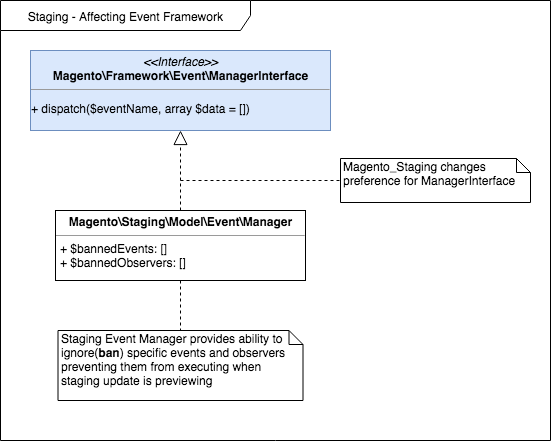 Staging - Affecting Event Framework
<<Interface>>
Magento\Framework\Event\ManagerInterface
+ dispatch($eventName, array $data = [])
Magento_Staging changes
preference for ManagerInterface
Magento\Staging\Model\Event\Manager
+ $bannedEvents: []
+ $bannedObservers: []
Staging Event Manager provides ability to
ignore(ban) specific events and observers
preventing them from executing when
staging update is previewing